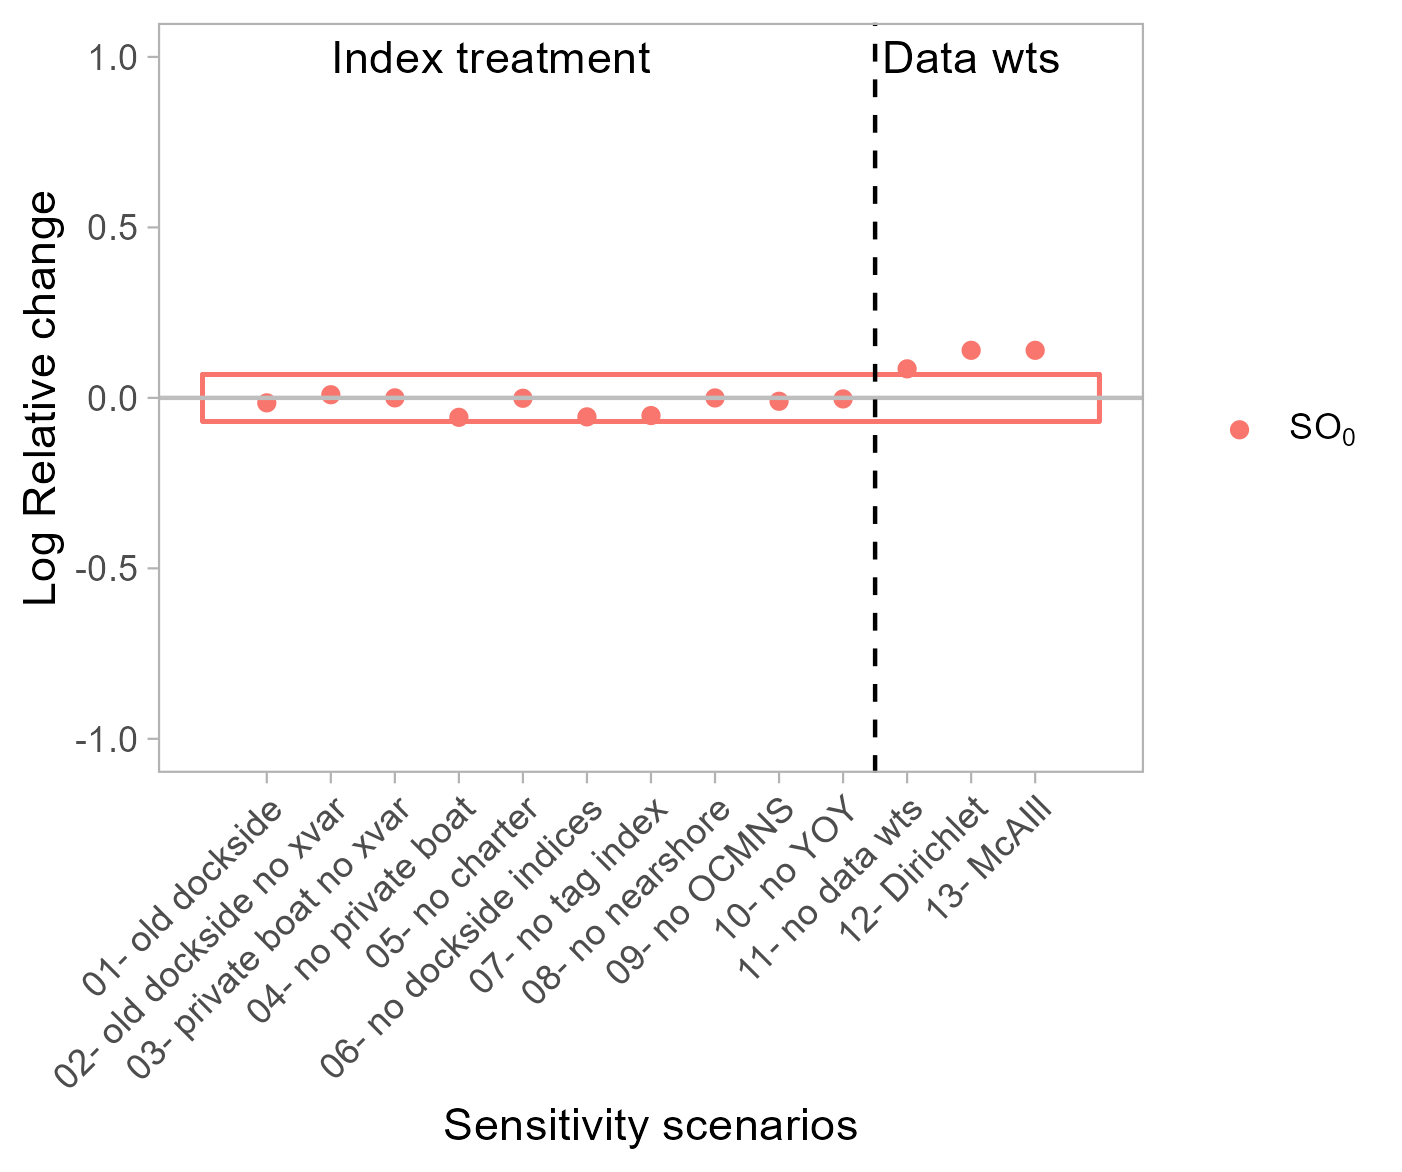 Index treatment
Data wts
1.0
0.5
0.0
-0.5
-1.0
Log Relative change
SO₀
01- old dockside
02- old dockside no xvar
03- private boat no xvar
04- no private boat
05- no charter
06- no dockside indices
07- no tag index
08- no nearshore
09- no OCMNS
10- no YOY
11- no data wts
12- Dirichlet
13- McAlll
Sensitivity scenarios